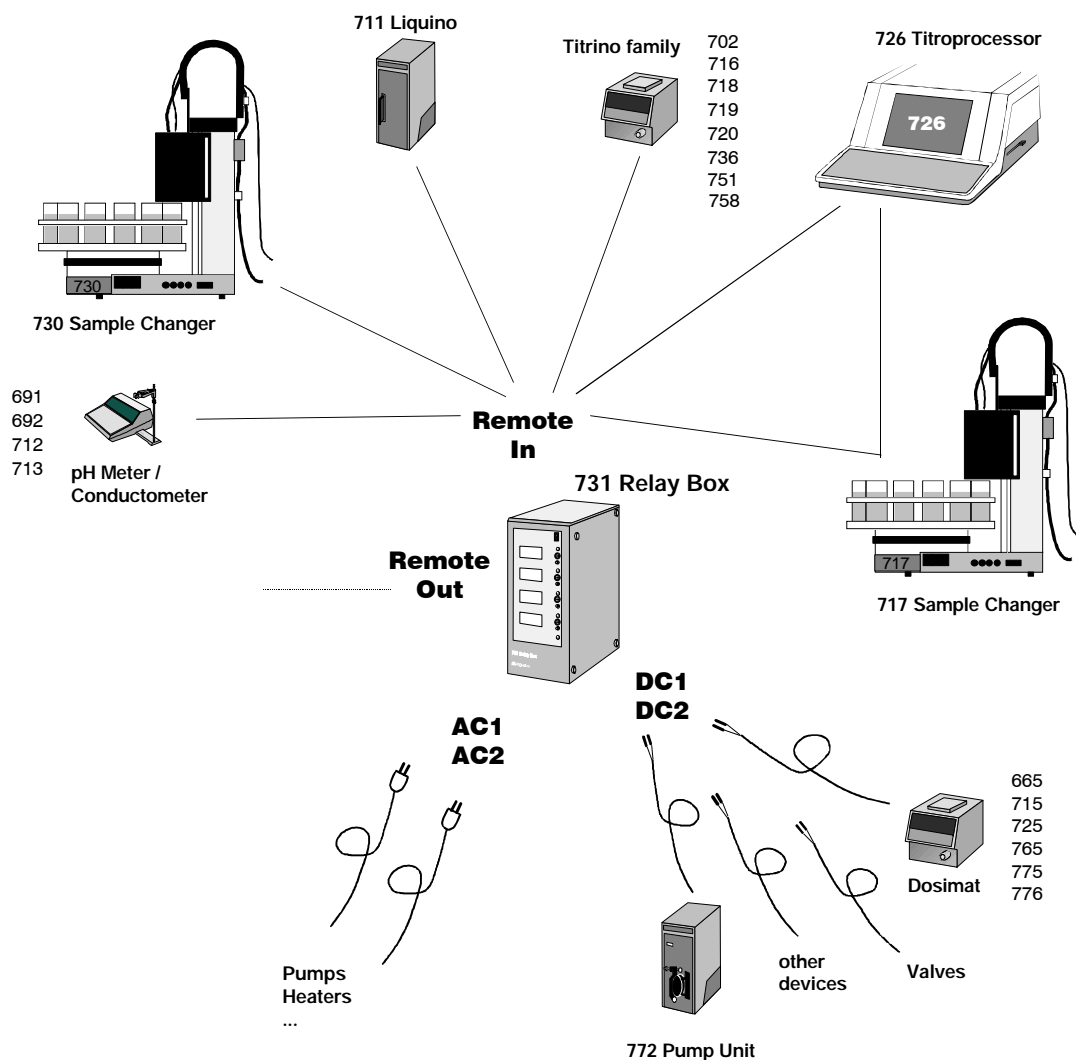 711 Liquino
Titrino family
702
716
718
719
720
736
751
758
726 Titroprocessor
726
730
730 Sample Changer
691
692
712
713
pH Meter /
Conductometer
Remote
In
731 Relay Box
Remote
Out
717
717 Sample Changer
DC1
DC2
AC1
AC2
665
715
725
765
775
776
Dosimat
Pumps
Heaters
...
other
devices
Valves
772 Pump Unit